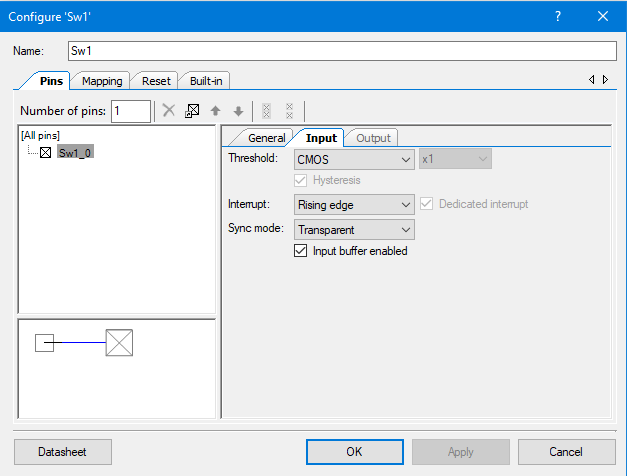 Configure 'Sw1'
Name: Sw1
Pins Mapping Reset Built-in
Number of pins: 1
[All pins]
Sw1_0
General Input Output
Threshold: CMOS x1
Hysteresis
Interrupt: Rising edge Dedicated interrupt
Sync mode: Transparent
Input buffer enabled
Datasheet OK Apply Cancel